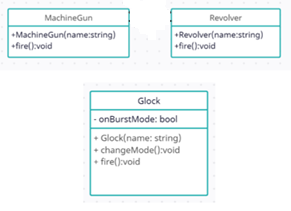 MachineGun
+MachineGun(name:string)
+fire():void
Revolver
+Revolver(name:string)
+fire():void
Glock
- onBurstMode: bool
+ Glock(name: string)
+ changeMode():void
+ fire():void